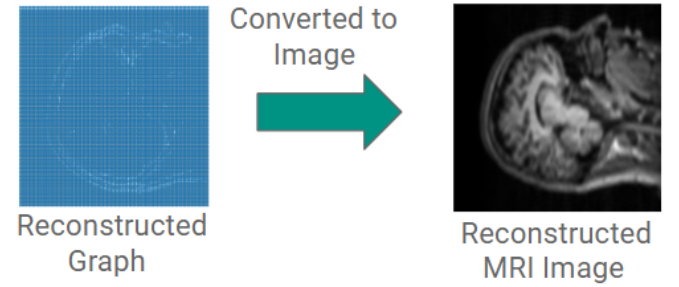 Converted to
Image
Reconstructed
Graph
Reconstructed
MRI Image